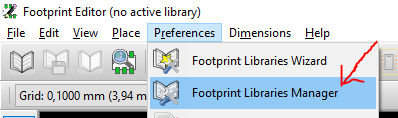 Footprint Editor (no active library)
File Edit View Place Preferences Dimensions Help
Footprint Libraries Wizard
Footprint Libraries Manager
Grid: 0,1000 mm (3,94 m